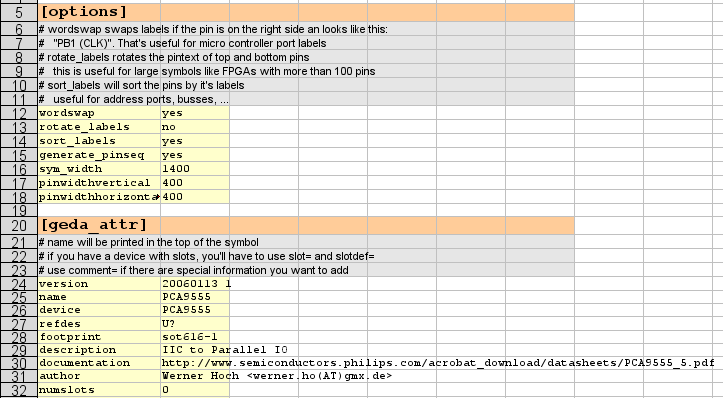 5 [options]
6 # wordswap swaps labels if the pin is on the right side an looks like this:
7 #   "PB1 (CLK)". That's useful for micro controller port labels
8 # rotate_labels rotates the pintext of top and bottom pins
9 #   this is useful for large symbols like FPGAs with more than 100 pins
10 # sort_labels will sort the pins by it's labels
11 #   useful for address ports, busses, ...
12 wordswap yes
13 rotate_labels no
14 sort_labels yes
15 generate_pinseq yes
16 sym_width 1400
17 pinwidthvertical 400
18 pinwidthhorizonta 400
19
20 [geda_attr]
21 # name will be printed in the top of the symbol
22 # if you have a device with slots, you'll have to use slot= and slotdef=
23 # use comment= if there are special information you want to add
24 version 20060113 1
25 name PCA9555
26 device PCA9555
27 refdes U?
28 footprint sot616-1
29 description IIC to Parallel IO
30 documentation http://www.semiconductors.philips.com/acrobat_download/datasheets/PCA9555_5.pdf
31 author Werner Hoch <werner.ho(AT)gmx.de>
32 numslots 0